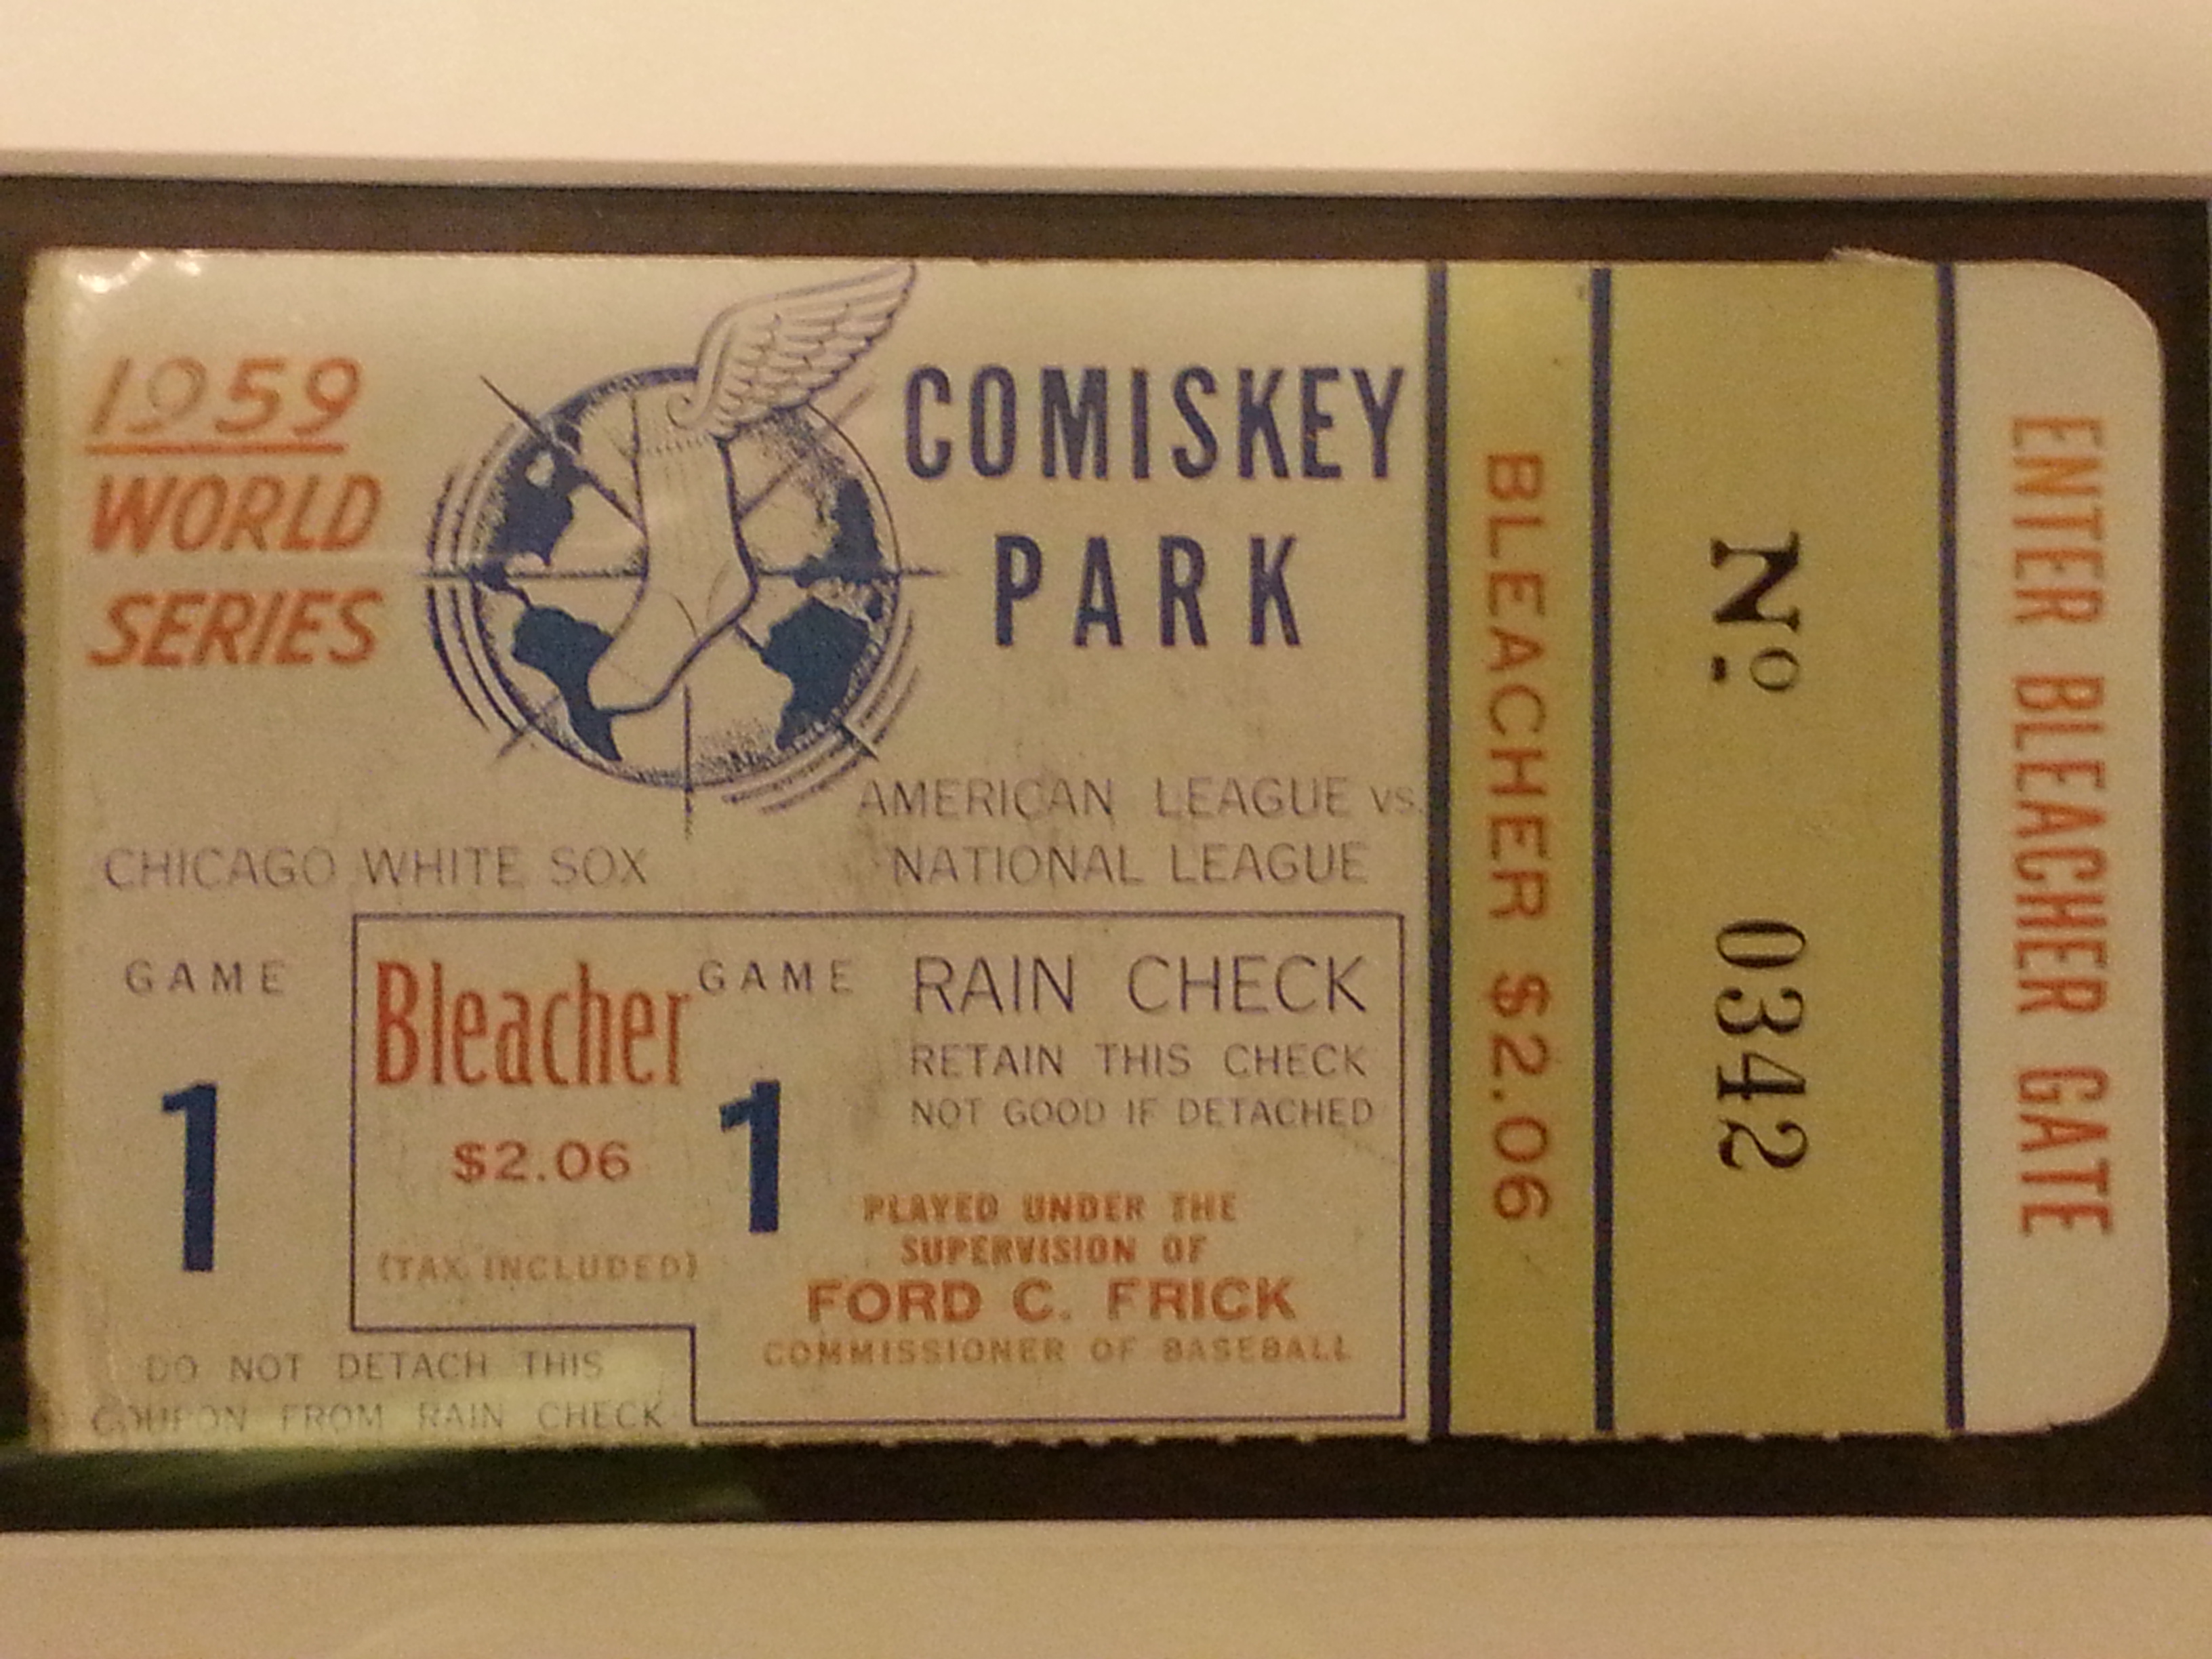 1959
WORLD
SERIES
COMISKEY
PARK
AMERICAN LEAGUE VS.
NATIONAL LEAGUE
CHICAGO WHITE SOX
GAME
1
Bleacher
$2.06
(TAX INCLUDED)
GAME
1
RAIN CHECK
RETAIN THIS CHECK
NOT GOOD IF DETACHED
PLAYED UNDER THE
SUPERVISION OF
FORD C. FRICK
COMMISSIONER OF BASEBALL
DO NOT DETACH THIS
COUPON FROM RAIN CHECK
BLEACHER $2.06
Nº 0342
ENTER BLEACHER GATE